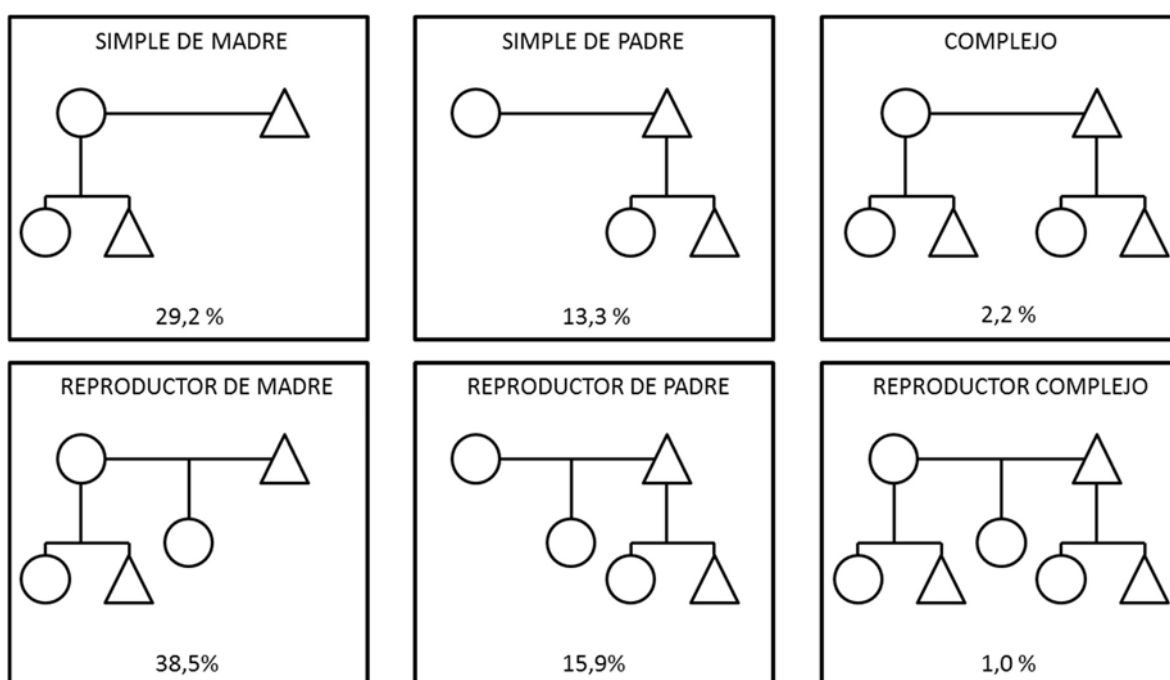 SIMPLE DE MADRE
29,2 %
SIMPLE DE PADRE
13,3 %
COMPLEJO
2,2 %
REPRODUCTOR DE MADRE
38,5%
REPRODUCTOR DE PADRE
15,9%
REPRODUCTOR COMPLEJO
1,0 %